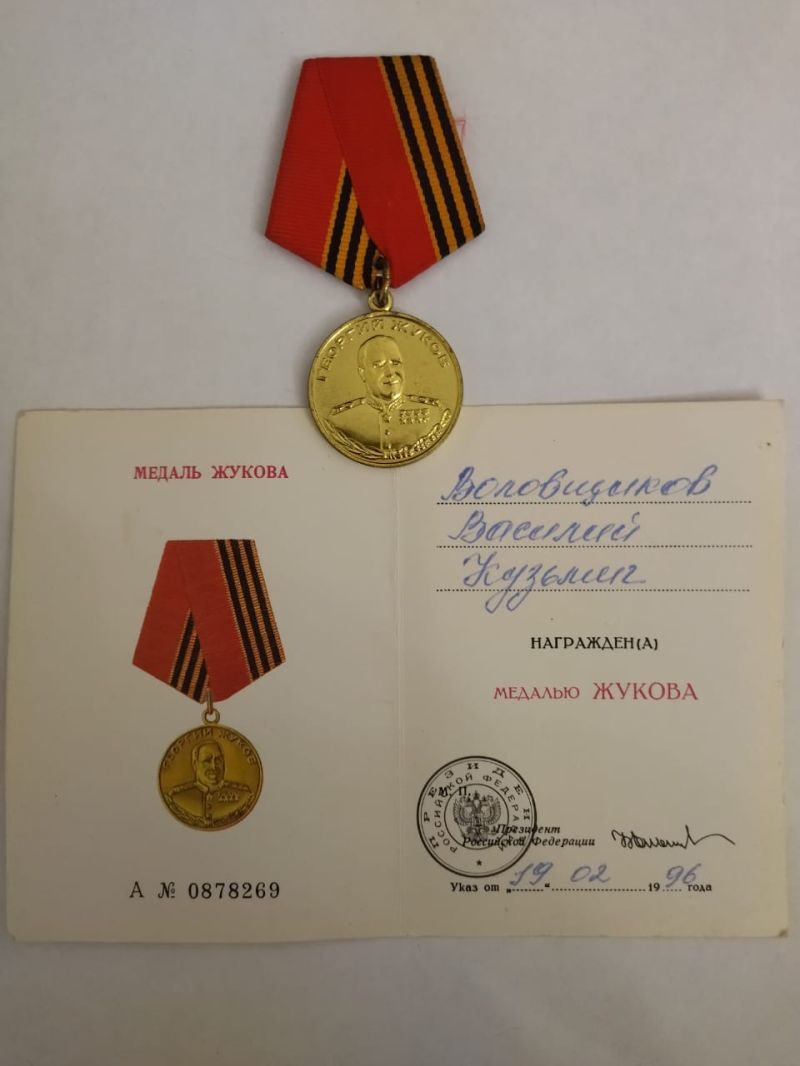 ГЕОРГИЙ ЖУКОВ
МЕДАЛЬ ЖУКОВА
ГЕОРГИЙ ЖУКОВ
А № 0878269
Воловщиков
Василий
Кузьмич
НАГРАЖДЕН(А)
МЕДАЛЬЮ ЖУКОВА
ПРЕЗИДЕНТ
РОССИЙСКОЙ ФЕДЕРАЦИИ
М. П.
Президент
Российской Федерации
Указ от „19“ 02 1996 года